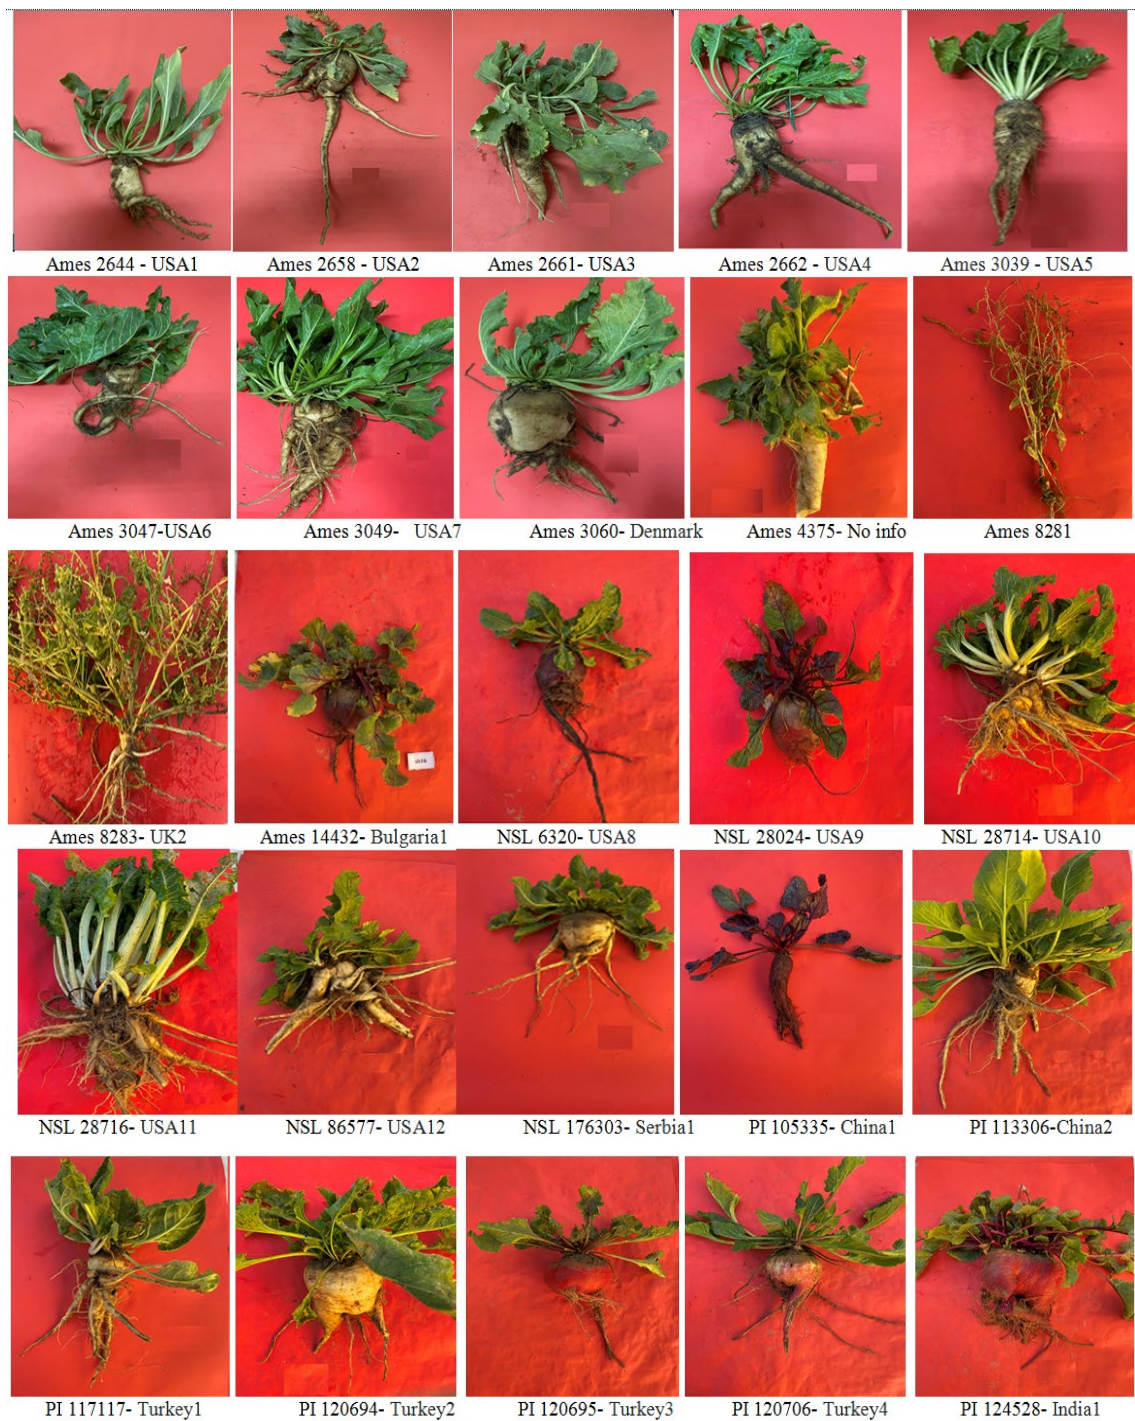 Ames 2644 - USA1
Ames 2658 - USA2
Ames 2661- USA3
Ames 2662 - USA4
Ames 3039 - USA5
Ames 3047-USA6
Ames 3049- USA7
Ames 3060- Denmark
Ames 4375- No info
Ames 8281
Ames 8283- UK2
Ames 14432- Bulgaria1
NSL 6320- USA8
NSL 28024- USA9
NSL 28714- USA10
NSL 28716- USA11
NSL 86577- USA12
NSL 176303- Serbia1
PI 105335- China1
PI 113306-China2
PI 117117- Turkey1
PI 120694- Turkey2
PI 120695- Turkey3
PI 120706- Turkey4
PI 124528- India1